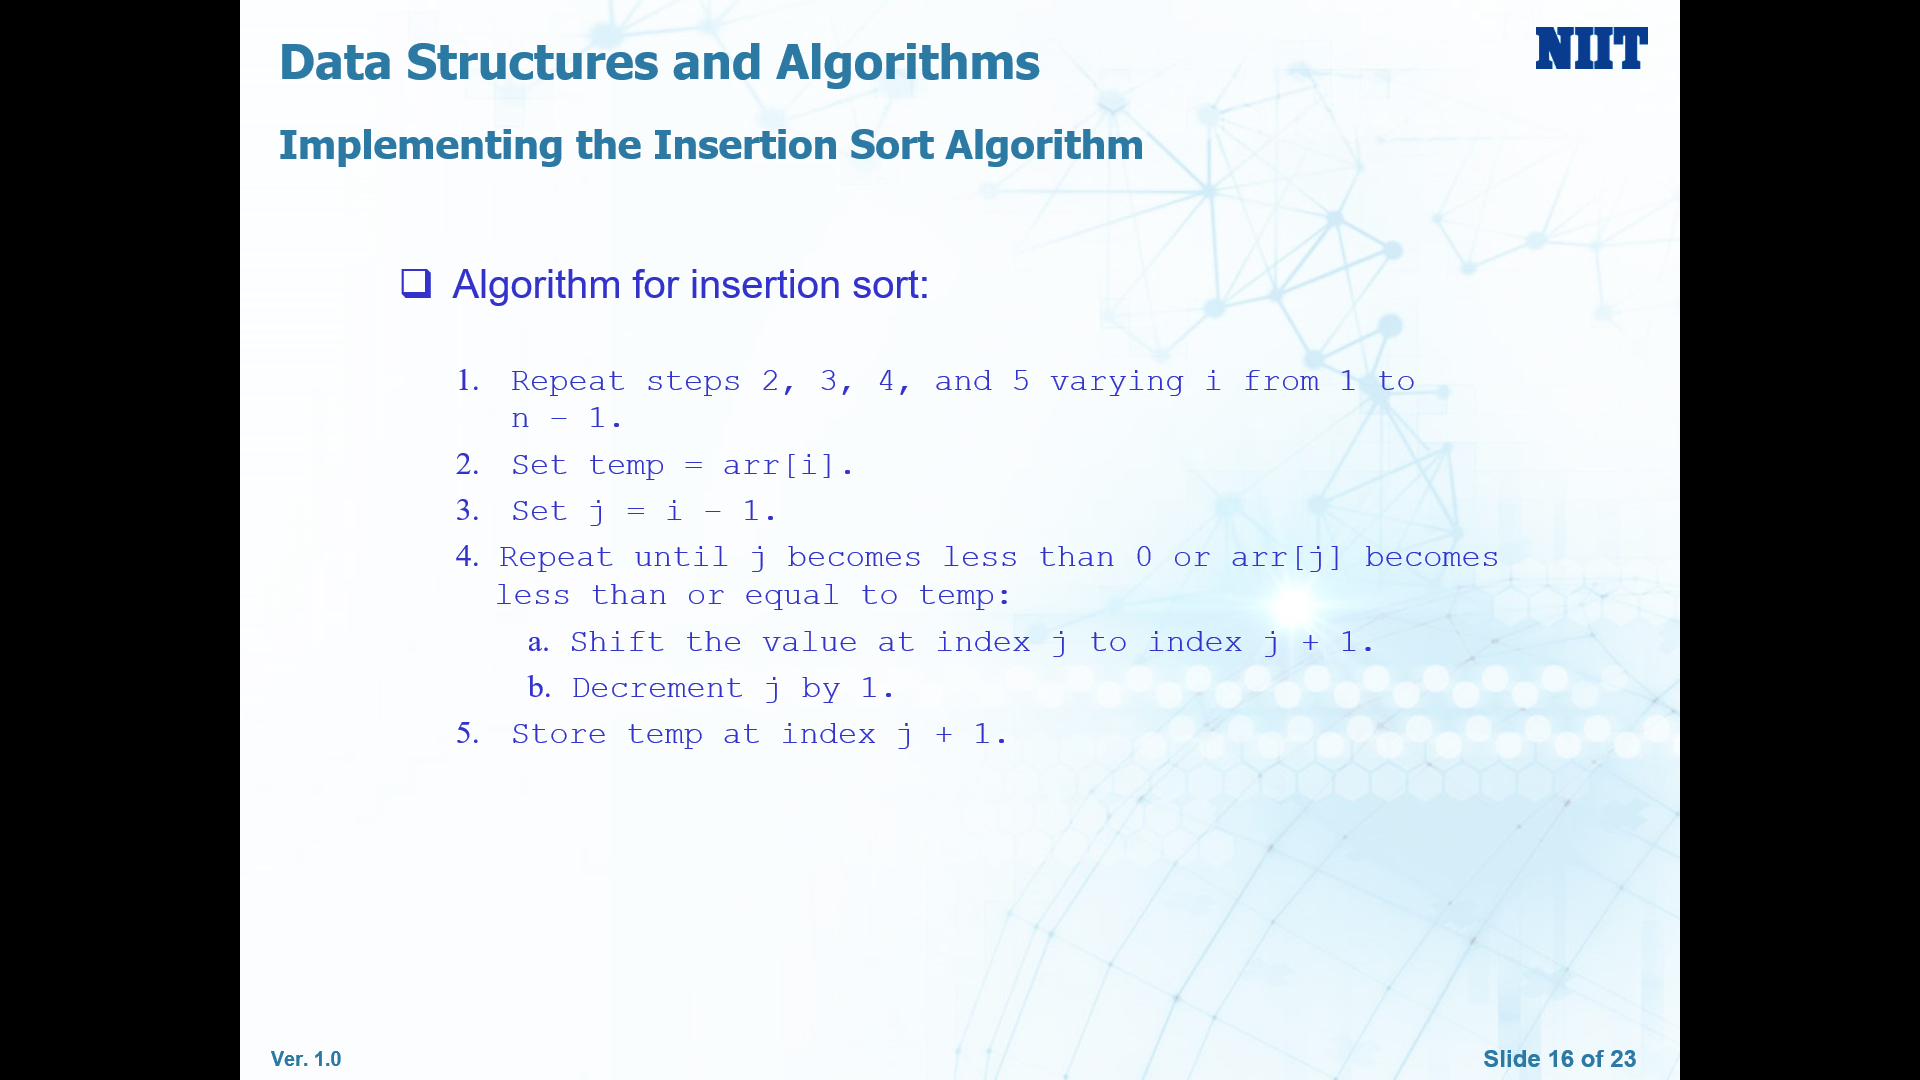 Data Structures and Algorithms
NIIT
Implementing the Insertion Sort Algorithm
❑ Algorithm for insertion sort:
1. Repeat steps 2, 3, 4, and 5 varying i from 1 to
n – 1.
2. Set temp = arr[i].
3. Set j = i – 1.
4. Repeat until j becomes less than 0 or arr[j] becomes
less than or equal to temp:
a. Shift the value at index j to index j + 1.
b. Decrement j by 1.
5. Store temp at index j + 1.
Ver. 1.0
Slide 16 of 23